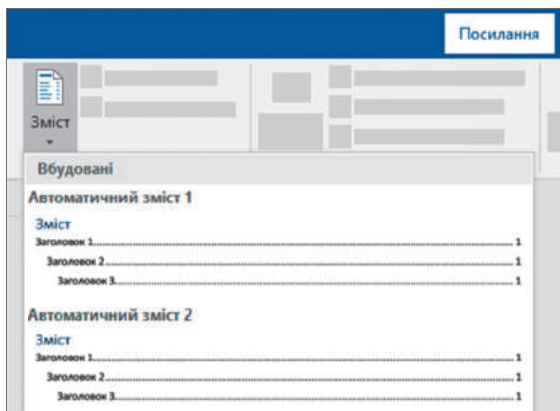 Посилання
Зміст
Вбудовані
Автоматичний зміст 1
Зміст
Заголовок 1 1
Заголовок 2 1
Заголовок 3 1
Автоматичний зміст 2
Зміст
Заголовок 1 1
Заголовок 2 1
Заголовок 3 1